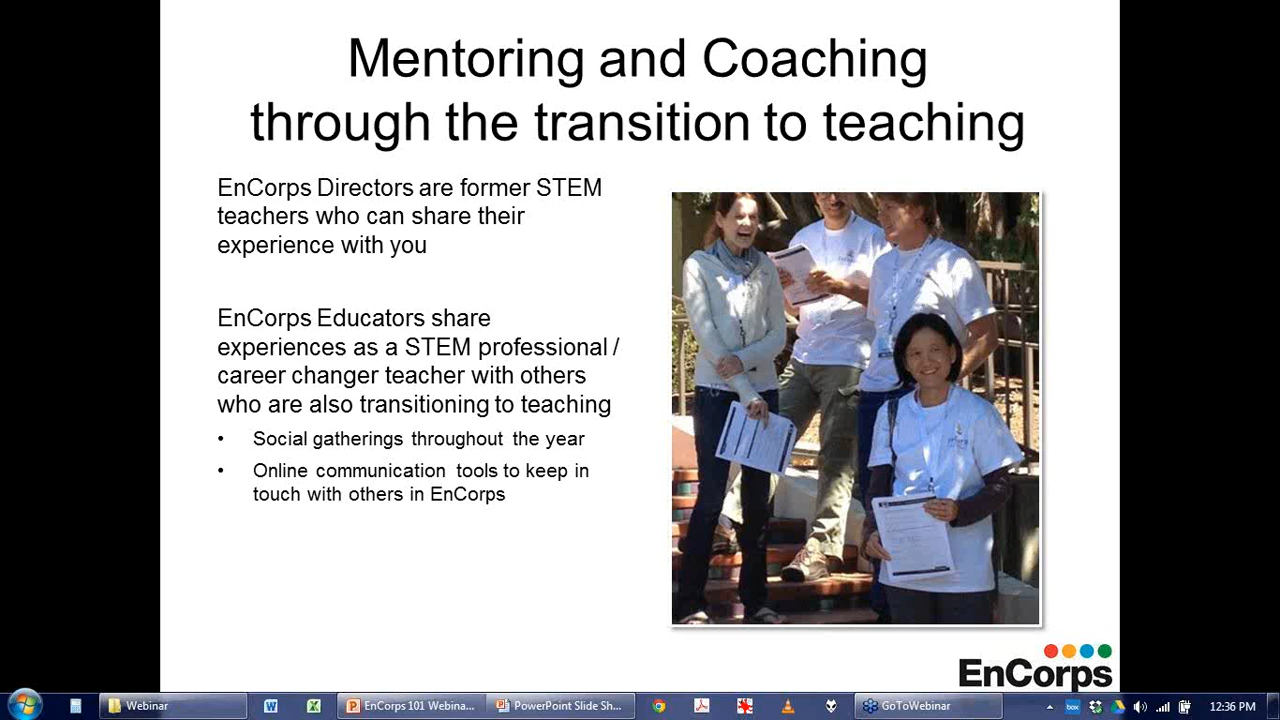 Mentoring and Coaching
through the transition to teaching
EnCorps Directors are former STEM
teachers who can share their
experience with you
EnCorps Educators share
experiences as a STEM professional /
career changer teacher with others
who are also transitioning to teaching
• Social gatherings throughout the year
• Online communication tools to keep in
touch with others in EnCorps
EnCorps
Webinar
EnCorps 101 Webina...
PowerPoint Slide Sh...
GoToWebinar
box
12:36 PM